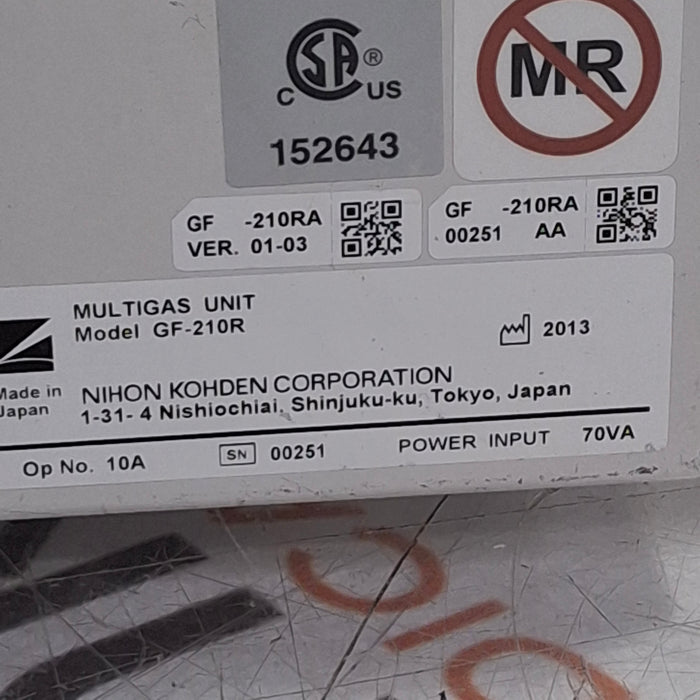 CSA ®
C US
152643
MR
GF -210RA
VER. 01-03
GF -210RA
00251 AA
MULTIGAS UNIT
Model GF-210R
2013
Made in
Japan
NIHON KOHDEN CORPORATION
1-31- 4 Nishiochiai, Shinjuku-ku, Tokyo, Japan
Op No. 10A
SN 00251
POWER INPUT 70VA